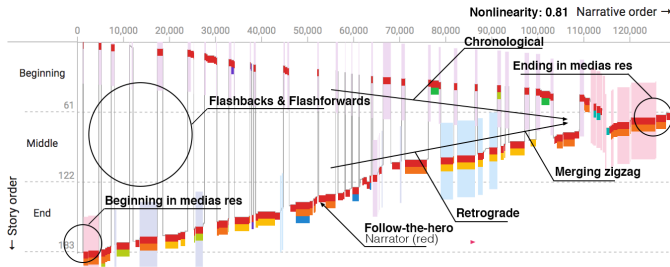 Nonlinearity: 0.81 Narrative order →
0 10,000 20,000 30,000 40,000 50,000 60,000 70,000 80,000 90,000 100,000 110,000 120,000
Chronological
Ending in medias res
Beginning
Flashbacks & Flashforwards
61
Middle
Merging zigzag
122
Beginning in medias res
Retrograde
End
Follow-the-hero
Narrator (red)
183
← Story order